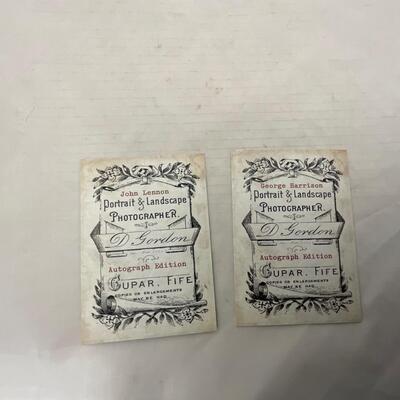 John Lennon
Portrait & Landscape
Photographer.
D. Gordon
Autograph Edition
Cupar, Fife
Copies or enlargements
may be had.
George Harrison
Portrait & Landscape
Photographer.
D. Gordon
Autograph Edition
Cupar, Fife
Copies or enlargements
may be had.